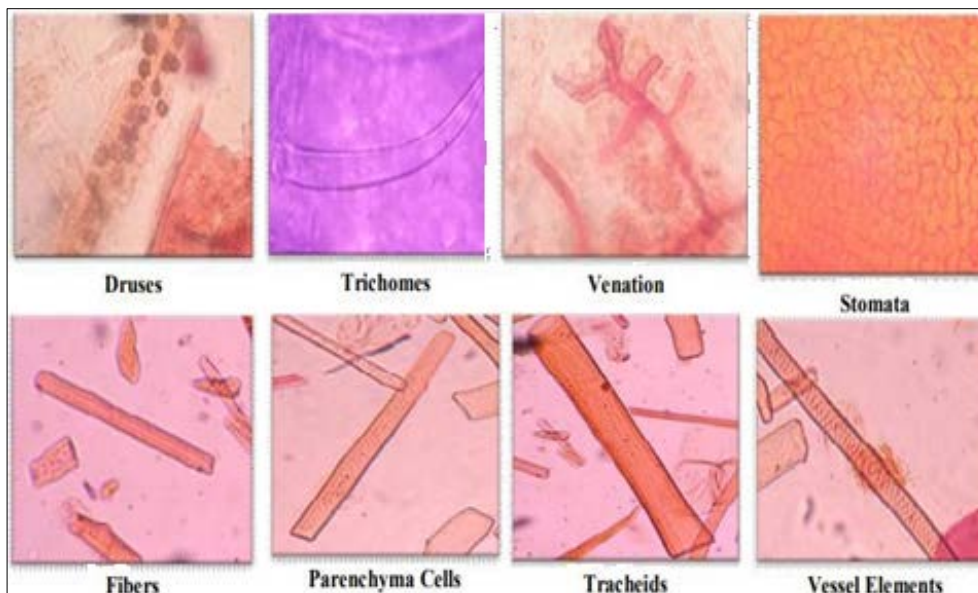 Druses
Trichomes
Venation
Stomata
Fibers
Parenchyma Cells
Tracheids
Vessel Elements